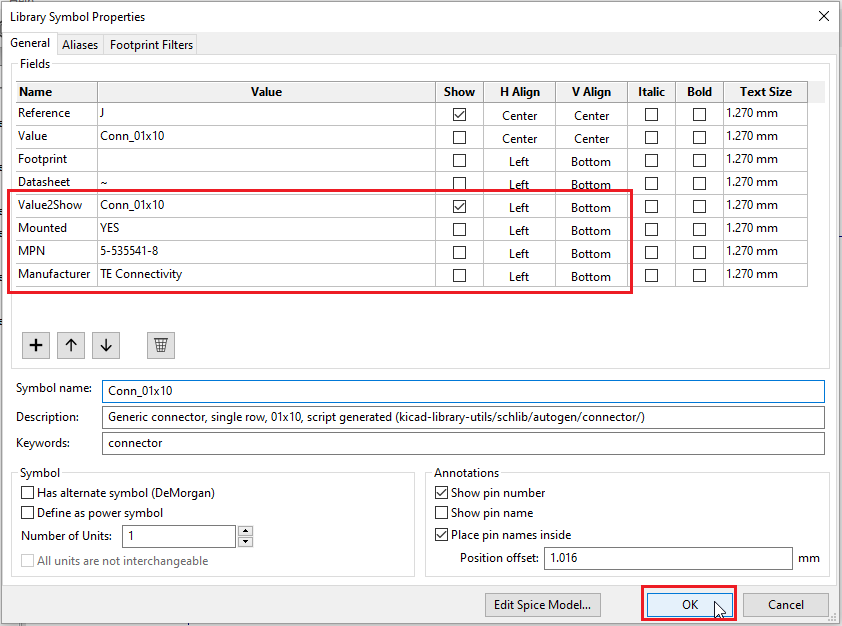 Library Symbol Properties
General Aliases Footprint Filters
Fields
Name Value Show H Align V Align Italic Bold Text Size
Reference J Center Center 1.270 mm
Value Conn_01x10 Center Center 1.270 mm
Footprint Left Bottom 1.270 mm
Datasheet ~ Left Bottom 1.270 mm
Value2Show Conn_01x10 Left Bottom 1.270 mm
Mounted YES Left Bottom 1.270 mm
MPN 5-535541-8 Left Bottom 1.270 mm
Manufacturer TE Connectivity Left Bottom 1.270 mm
Symbol name: Conn_01x10
Description: Generic connector, single row, 01x10, script generated (kicad-library-utils/schlib/autogen/connector/)
Keywords: connector
Symbol
Has alternate symbol (DeMorgan)
Define as power symbol
Number of Units: 1
All units are not interchangeable
Annotations
Show pin number
Show pin name
Place pin names inside
Position offset: 1.016 mm
Edit Spice Model... OK Cancel